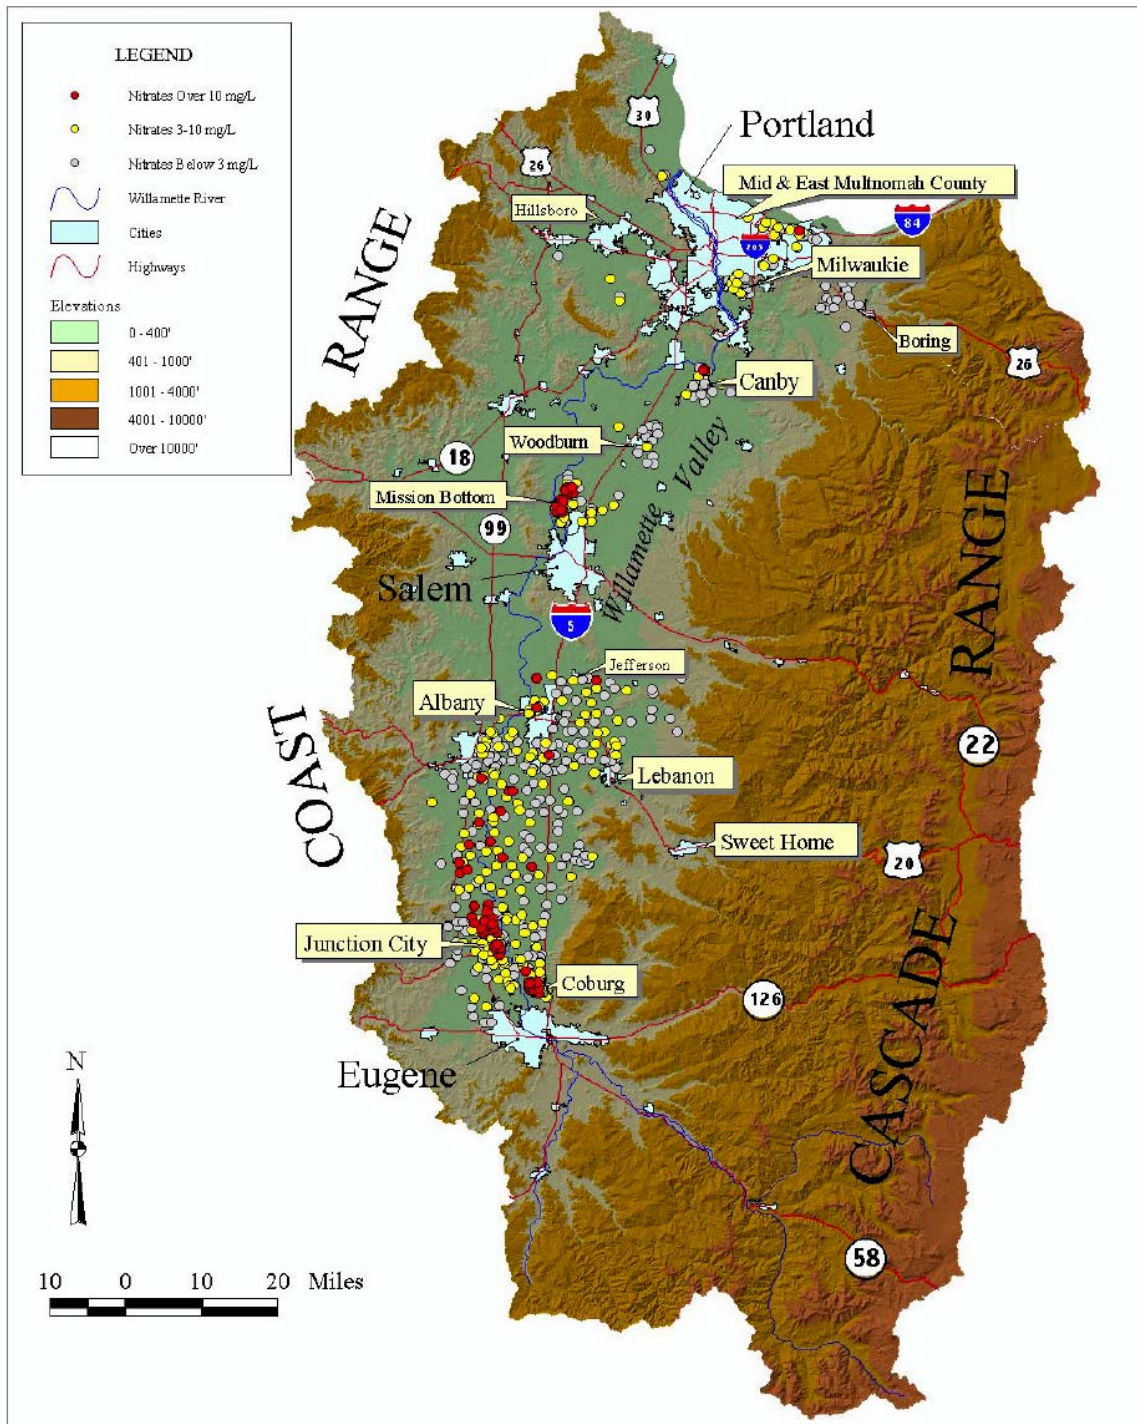 LEGEND
Nitrates Over 10 mg/L
Nitrates 3-10 mg/L
Nitrates Below 3 mg/L
Willamette River
Cities
Highways
Elevations
0 - 400'
401 - 1000'
1001 - 4000'
4001 - 10000'
Over 10000'
30
Portland
26
Mid & East Multnomah County
Hillsboro
84
205
Milwaukie
RANGE
Boring
26
Canby
Woodburn
18
Valley
Mission Bottom
99
Willamette
Salem
RANGE
5
Jefferson
Albany
22
COAST
Lebanon
Sweet Home
20
Junction City
CASCADE
Coburg
126
Eugene
N
58
10 0 10 20 Miles